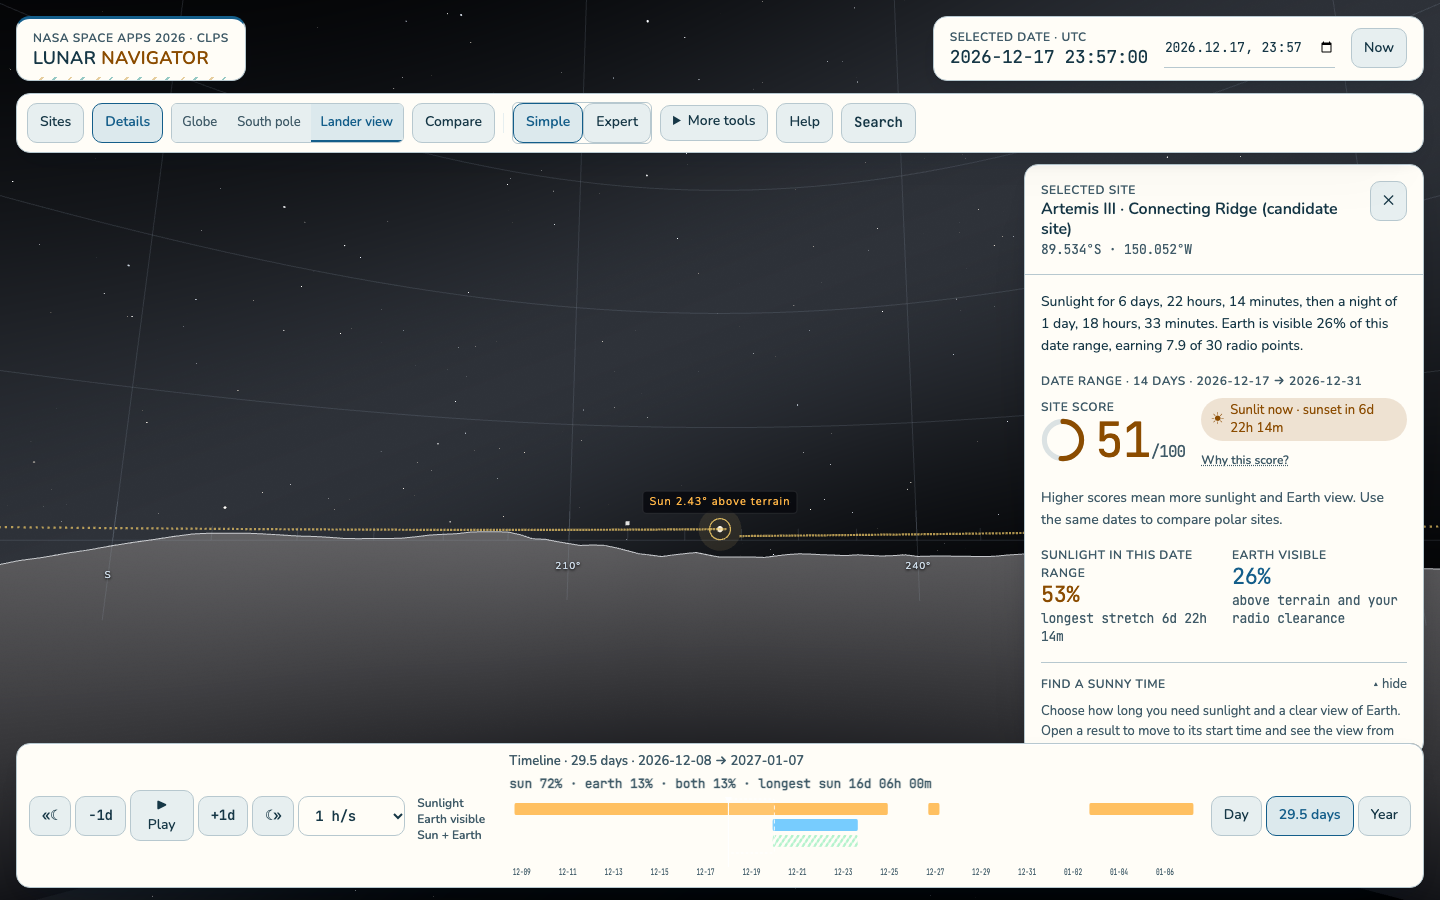 NASA SPACE APPS 2026 · CLPS
LUNAR NAVIGATOR
SELECTED DATE · UTC
2026-12-17 23:57:00
2026.12.17, 23:57
Now
Sites
Details
Globe
South pole
Lander view
Compare
Simple
Expert
▶ More tools
Help
Search
SELECTED SITE
Artemis III · Connecting Ridge (candidate
site)
89.534°S · 150.052°W
×
Sunlight for 6 days, 22 hours, 14 minutes, then a night of
1 day, 18 hours, 33 minutes. Earth is visible 26% of this
date range, earning 7.9 of 30 radio points.
DATE RANGE · 14 DAYS · 2026-12-17 → 2026-12-31
SITE SCORE
51/100
☀ Sunlit now · sunset in 6d
22h 14m
Why this score?
Higher scores mean more sunlight and Earth view. Use
the same dates to compare polar sites.
SUNLIGHT IN THIS DATE
RANGE
53%
longest stretch 6d 22h
14m
EARTH VISIBLE
26%
above terrain and your
radio clearance
FIND A SUNNY TIME
▴ hide
Choose how long you need sunlight and a clear view of Earth.
Open a result to move to its start time and see the view from
Sun 2.43° above terrain
S
210°
240°
«☾
-1d
▶
Play
+1d
☾»
1 h/s
Sunlight
Earth visible
Sun + Earth
Timeline · 29.5 days · 2026-12-08 → 2027-01-07
sun 72% · earth 13% · both 13% · longest sun 16d 06h 00m
12-09 12-11 12-13 12-15 12-17 12-19 12-21 12-23 12-25 12-27 12-29 12-31 01-02 01-04 01-06
Day
29.5 days
Year